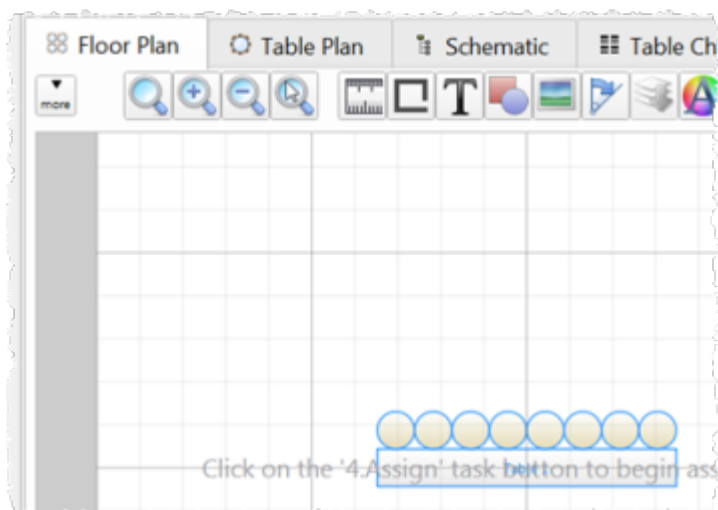 Floor Plan
Table Plan
Schematic
Table Ch
more
T
A
Click on the '4.Assign' task button to begin ass